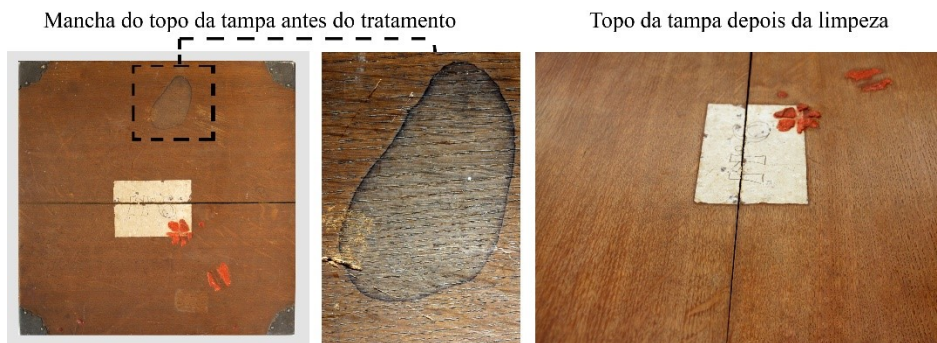 Mancha do topo da tampa antes do tratamento
Topo da tampa depois da limpeza